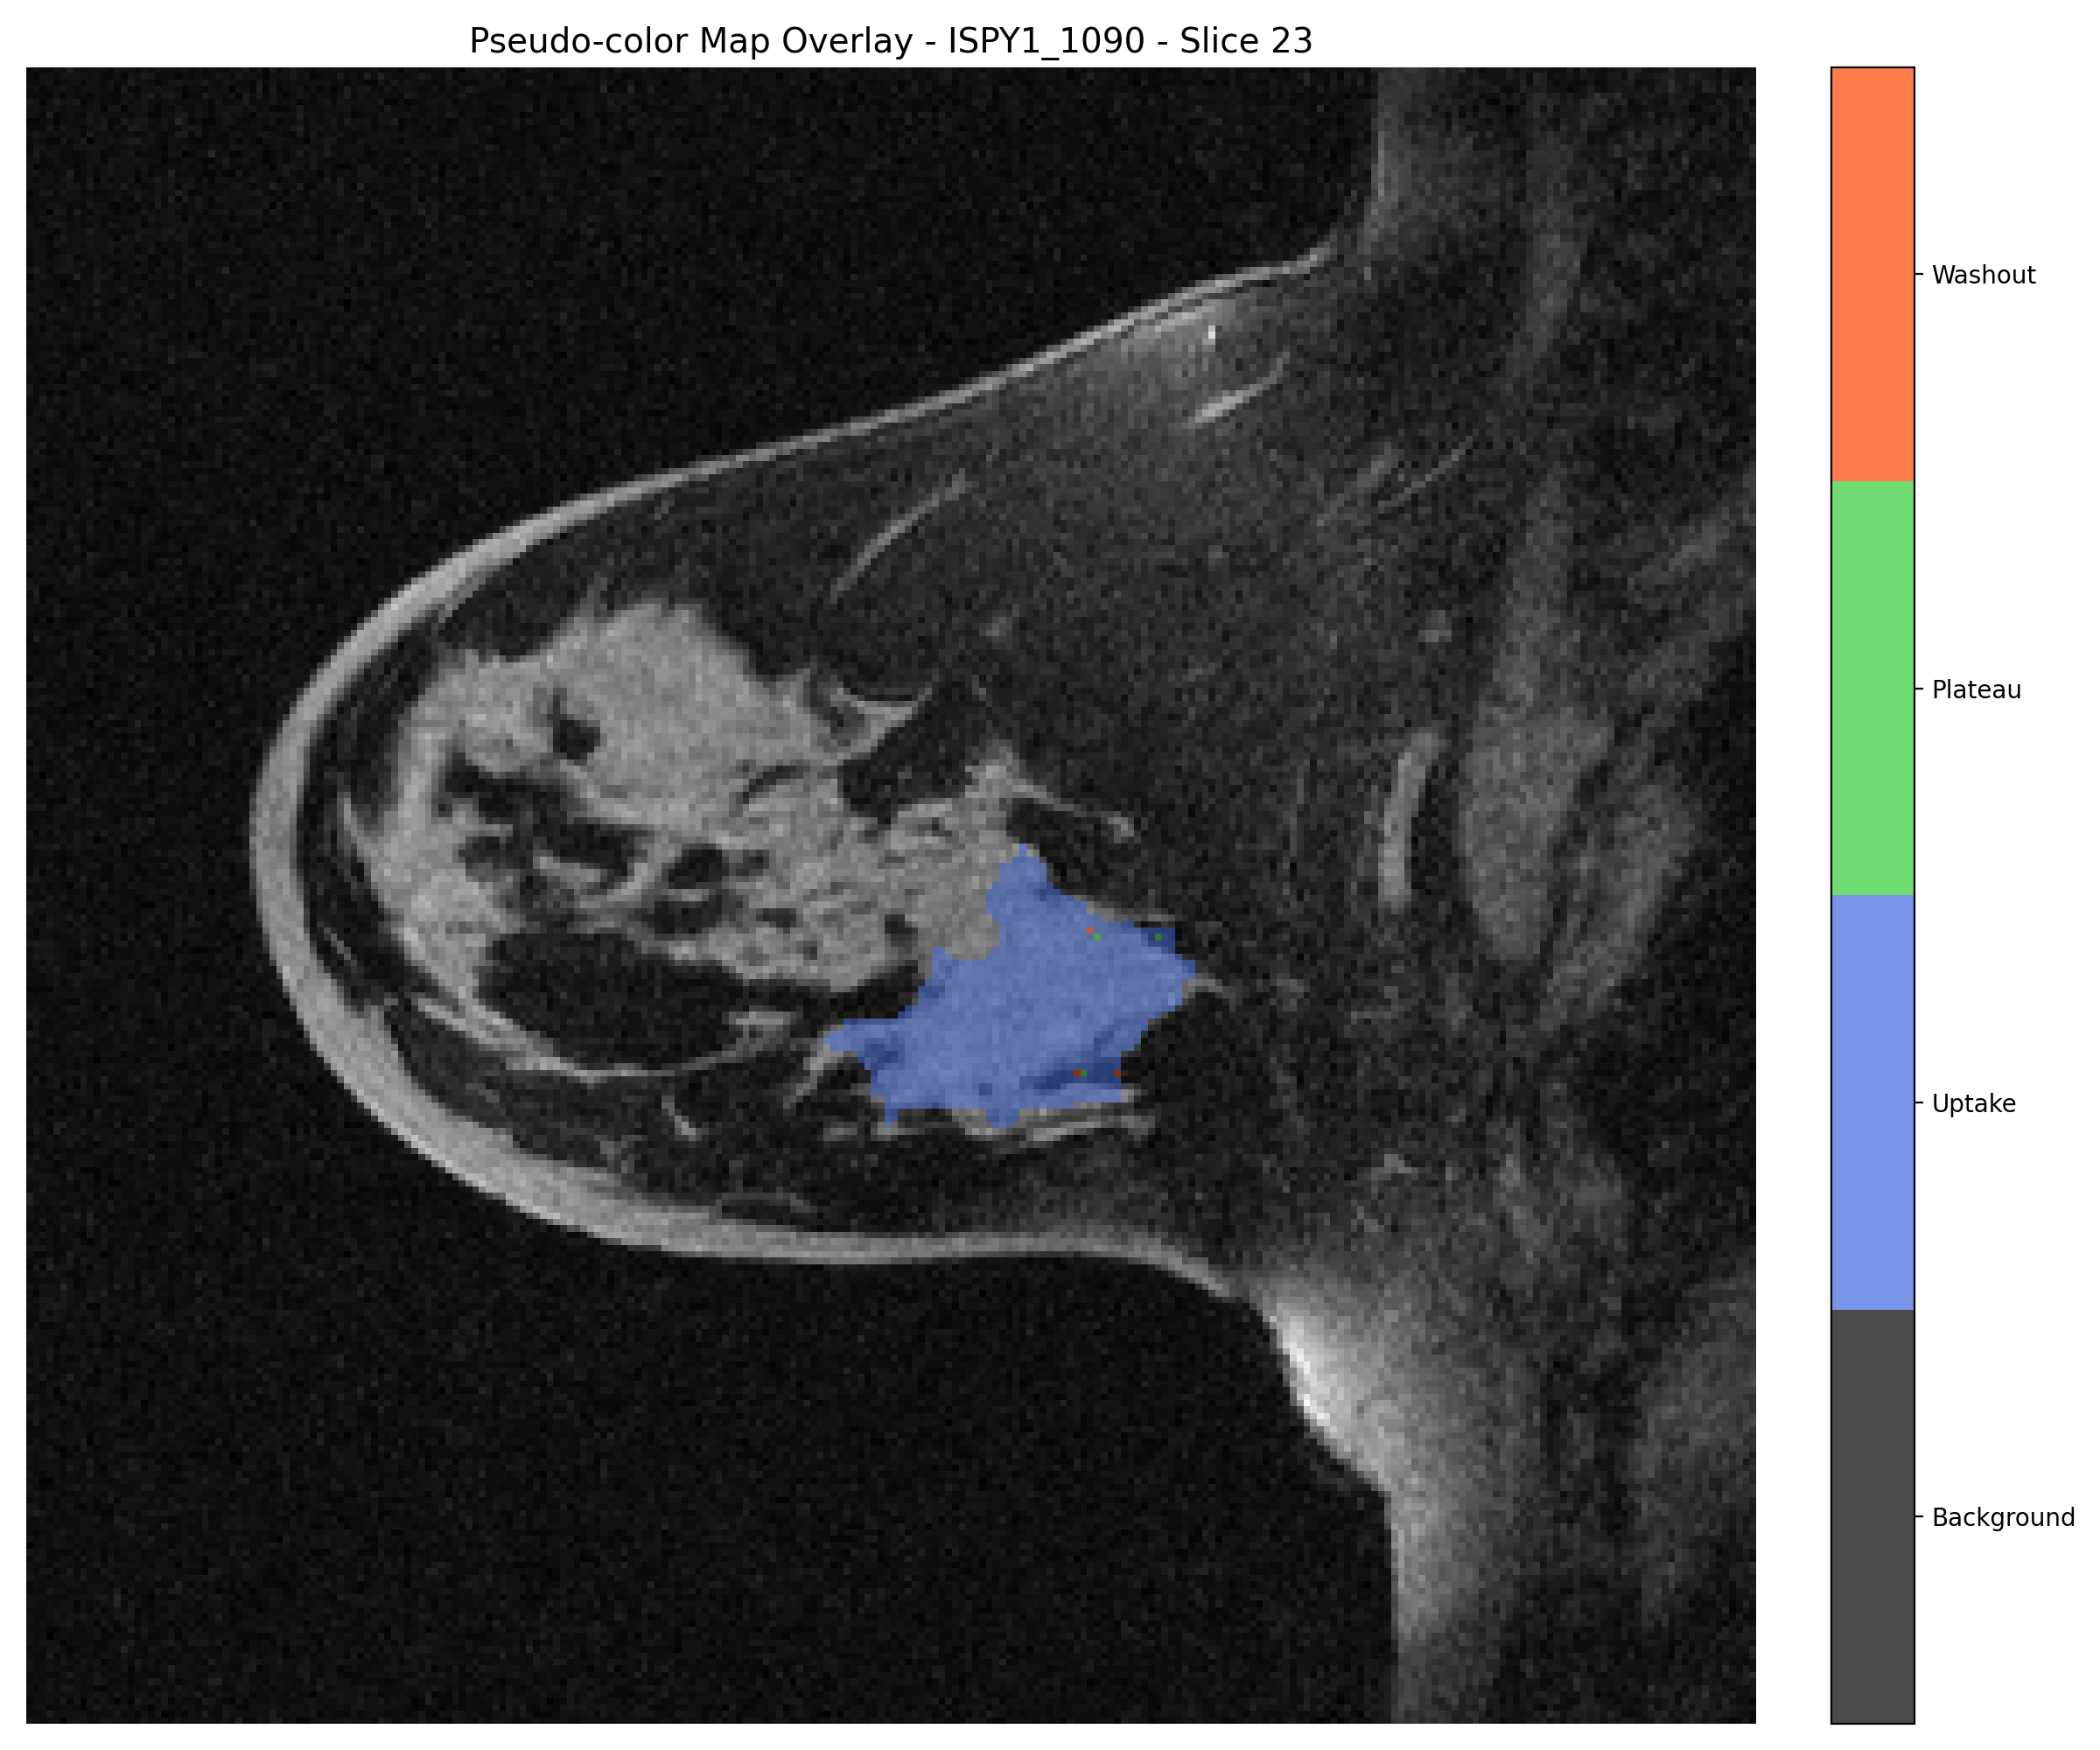 Pseudo-color Map Overlay - ISPY1_1090 - Slice 23
Washout
Plateau
Uptake
Background